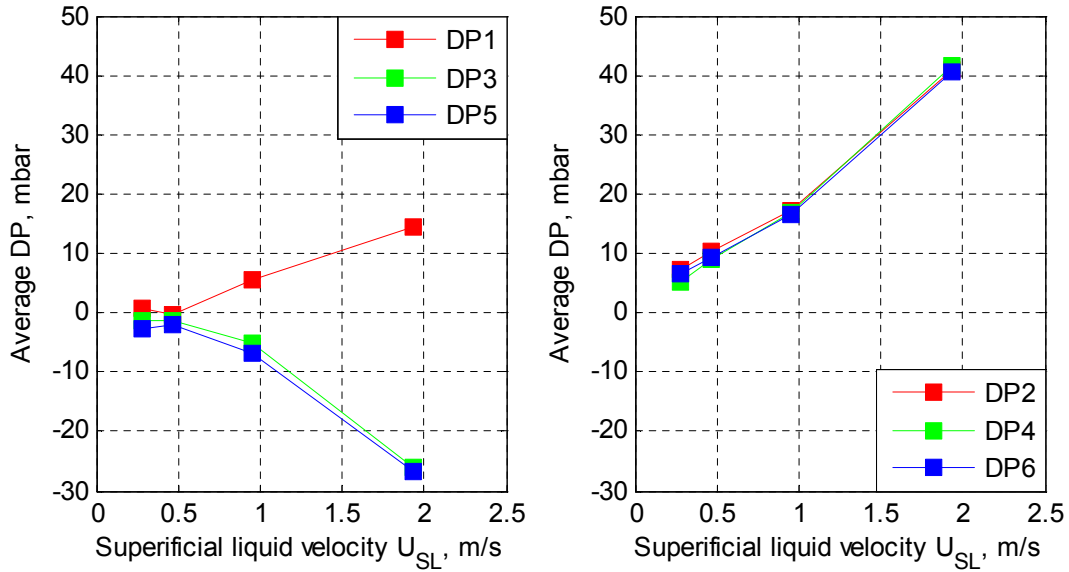 50
40
30
20
10
0
-10
-20
-30
Average DP, mbar
DP1
DP3
DP5
0 0.5 1 1.5 2 2.5
Superificial liquid velocity U_SL, m/s
50
40
30
20
10
0
-10
-20
-30
Average DP, mbar
DP2
DP4
DP6
0 0.5 1 1.5 2 2.5
Superificial liquid velocity U_SL, m/s